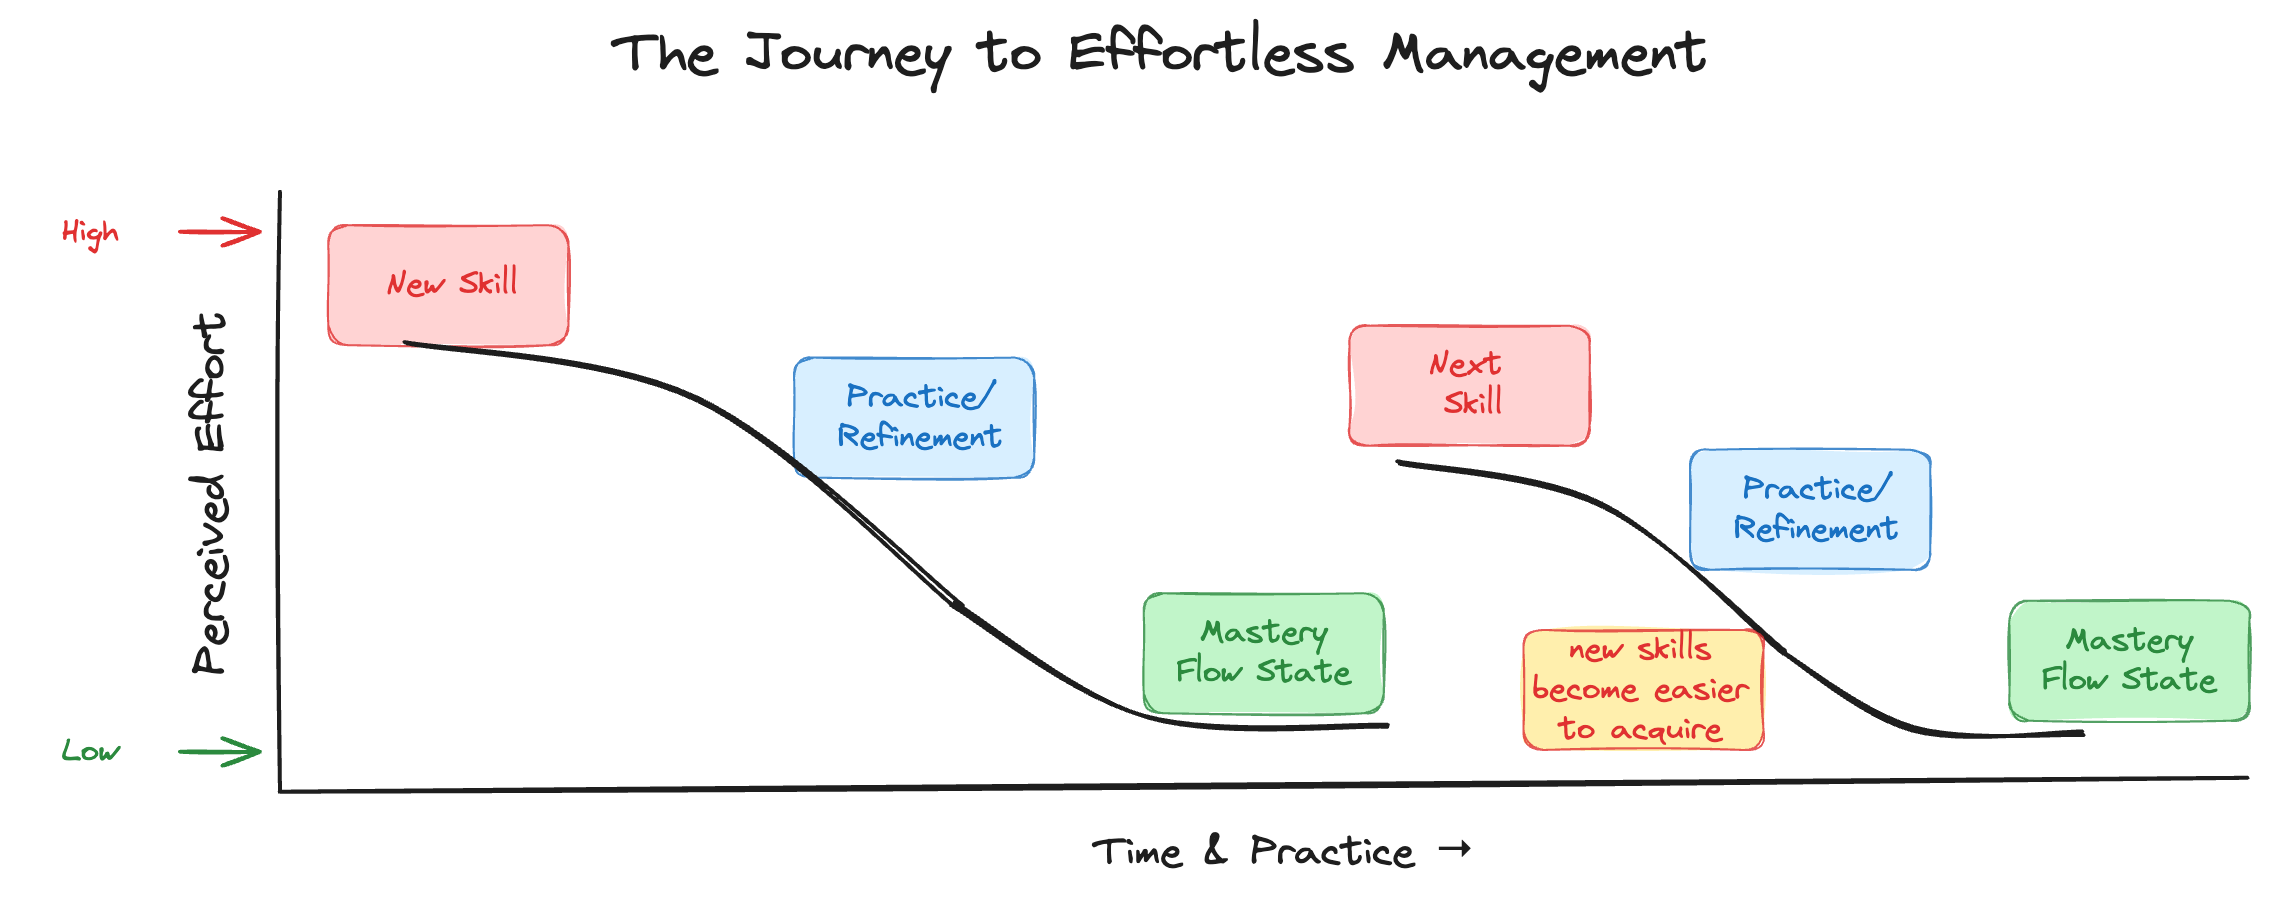 The Journey to Effortless Management
High
New Skill
Perceived Effort
Practice/
Refinement
Mastery
Flow State
Low
Next
Skill
Practice/
Refinement
new skills
become easier
to acquire
Mastery
Flow State
Time & Practice →